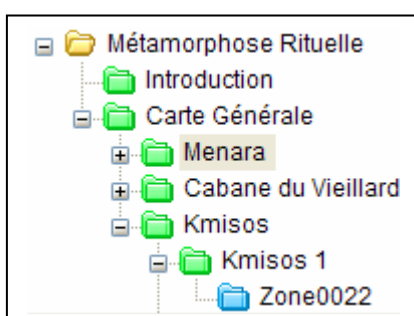 Métamorphose Rituelle
Introduction
Carte Générale
Menara
Cabane du Vieillard
Kmisos
Kmisos 1
Zone0022